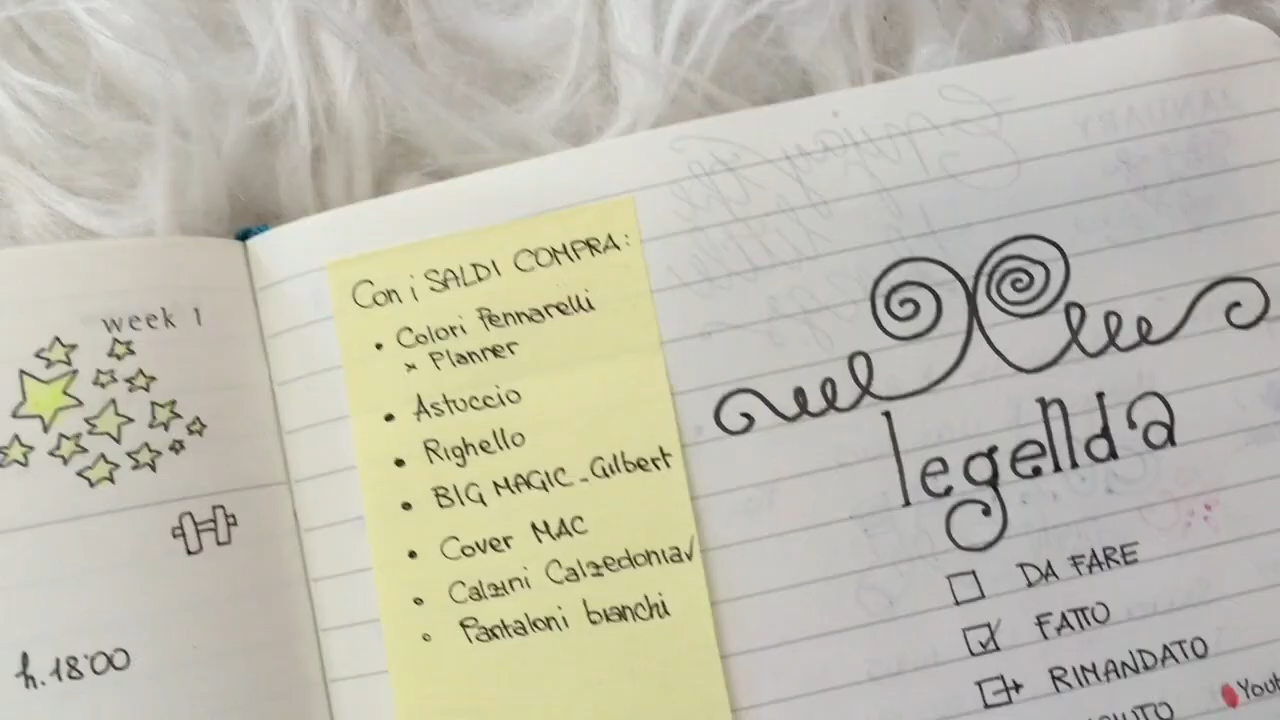 week 1
h. 18:00
Con i SALDI COMPRA:
• Colori Pennarelli
x Planner
• Astuccio
• Righello
• BIG MAGIC - Gilbert
• Cover MAC
• Calzini Calzedonia √
• Pantaloni bianchi
legenda
DA FARE
FATTO
RIMANDATO